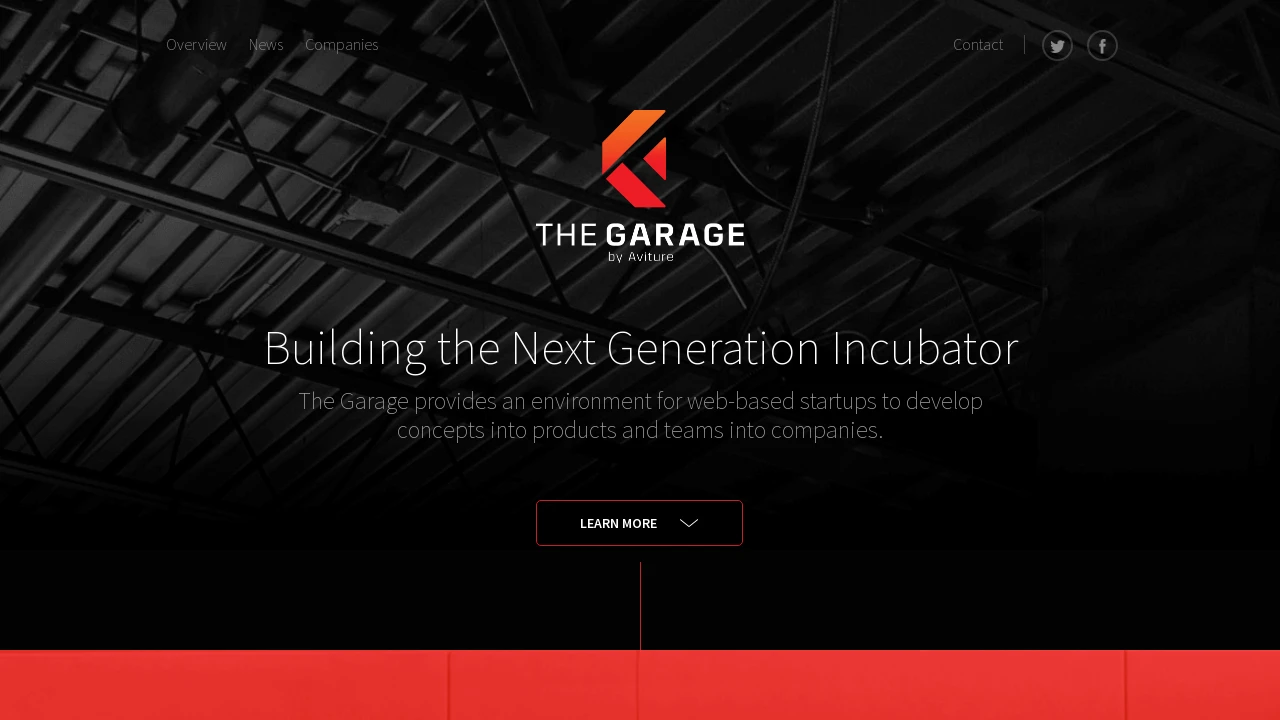 Overview News Companies Contact
THE GARAGE
by Aviture
Building the Next Generation Incubator
The Garage provides an environment for web-based startups to develop
concepts into products and teams into companies.
LEARN MORE